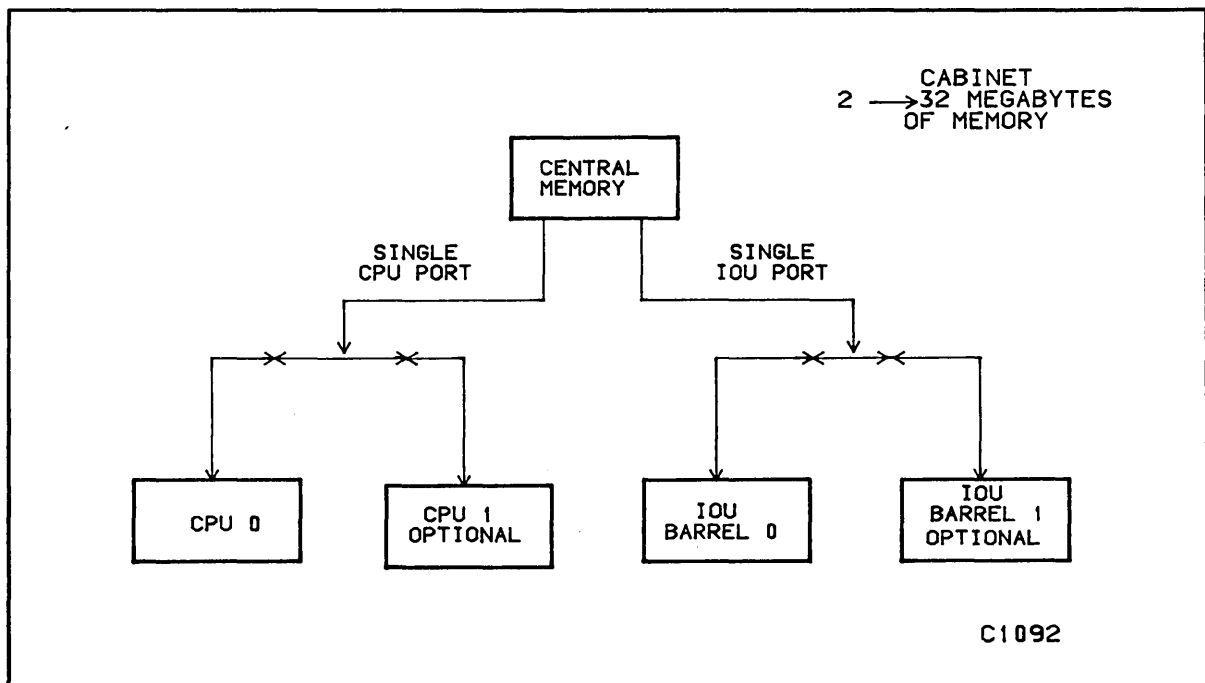 CABINET
2 → 32 MEGABYTES
OF MEMORY
CENTRAL
MEMORY
SINGLE
CPU PORT
SINGLE
IOU PORT
CPU 0
CPU 1
OPTIONAL
IOU
BARREL 0
IOU
BARREL 1
OPTIONAL
C1092